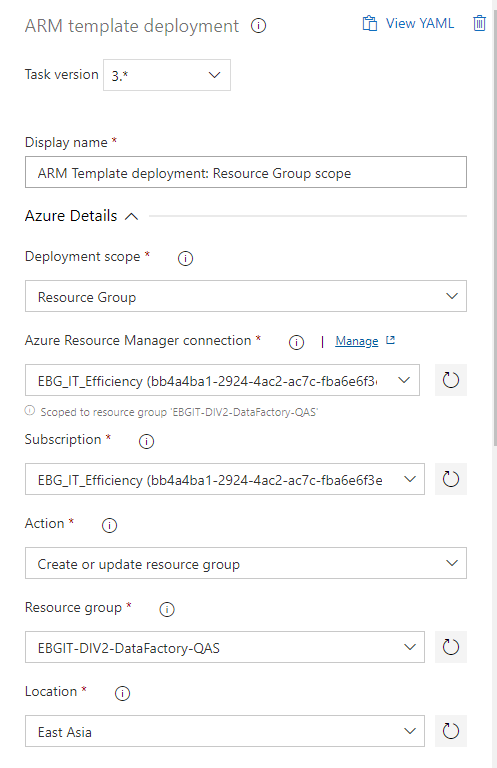 ARM template deployment
View YAML
Task version 3.*
Display name *
ARM Template deployment: Resource Group scope
Azure Details
Deployment scope *
Resource Group
Azure Resource Manager connection * | Manage
EBG_IT_Efficiency (bb4a4ba1-2924-4ac2-ac7c-fba6e6f3
Scoped to resource group 'EBGIT-DIV2-DataFactory-QAS'
Subscription *
EBG_IT_Efficiency (bb4a4ba1-2924-4ac2-ac7c-fba6e6f3e
Action *
Create or update resource group
Resource group *
EBGIT-DIV2-DataFactory-QAS
Location *
East Asia